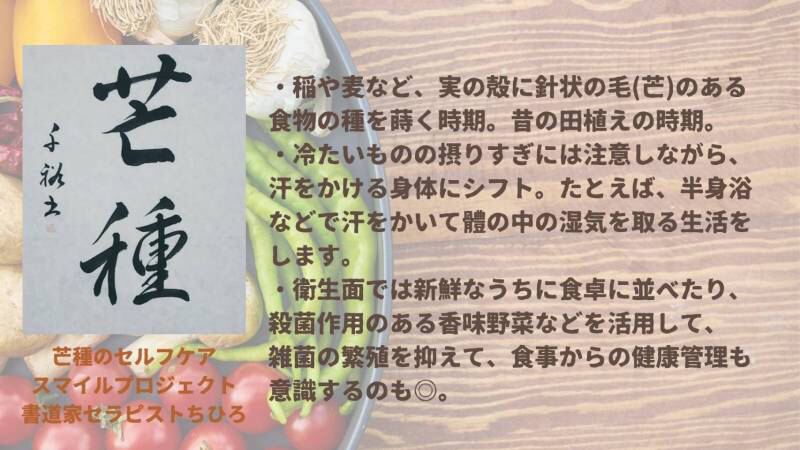 芒種
千裕書
芒種のセルフケア
スマイルプロジェクト
書道家セラピストちひろ
・稲や麦など、実の殻に針状の毛(芒)のある
食物の種を蒔く時期。昔の田植えの時期。
・冷たいものの摂りすぎには注意しながら、
汗をかける身体にシフト。たとえば、半身浴
などで汗をかいて體の中の湿気を取る生活を
します。
・衛生面では新鮮なうちに食卓に並べたり、
殺菌作用のある香味野菜などを活用して、
雑菌の繁殖を抑えて、食事からの健康管理も
意識するのも◎。